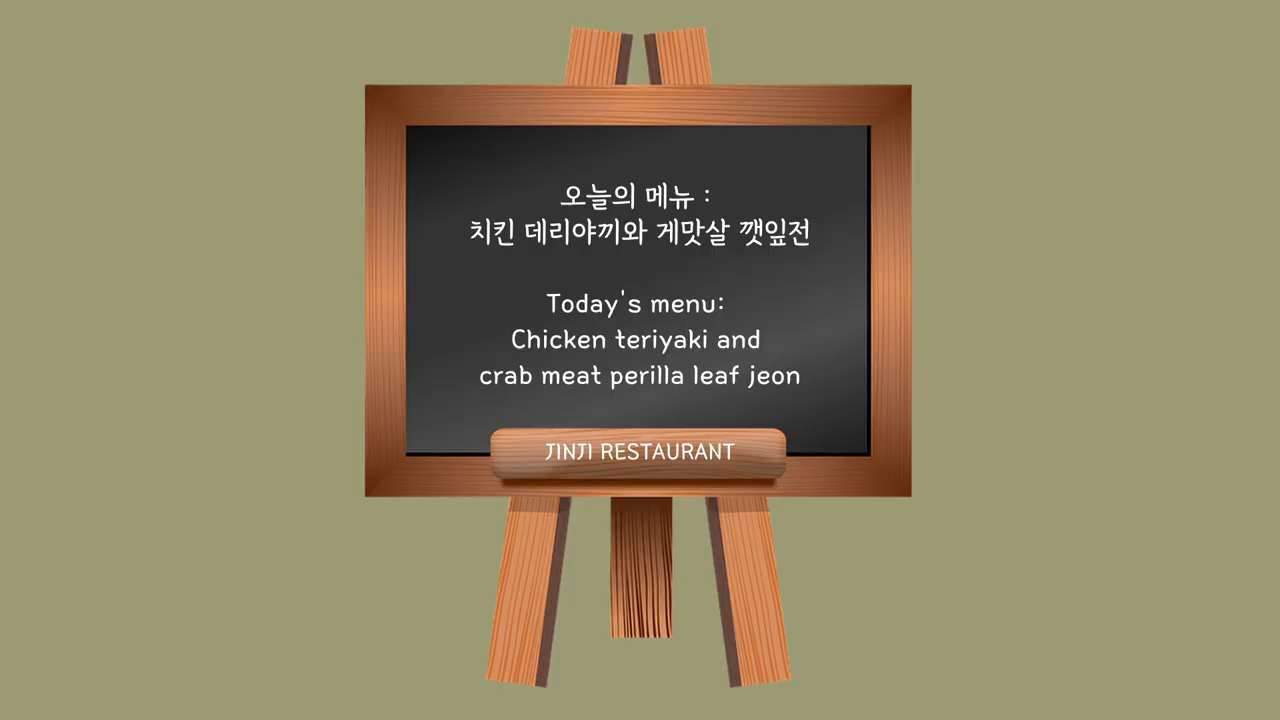 오늘의 메뉴 :
치킨 데리야끼와 게맛살 깻잎전
Today's menu:
Chicken teriyaki and
crab meat perilla leaf jeon
JINJI RESTAURANT